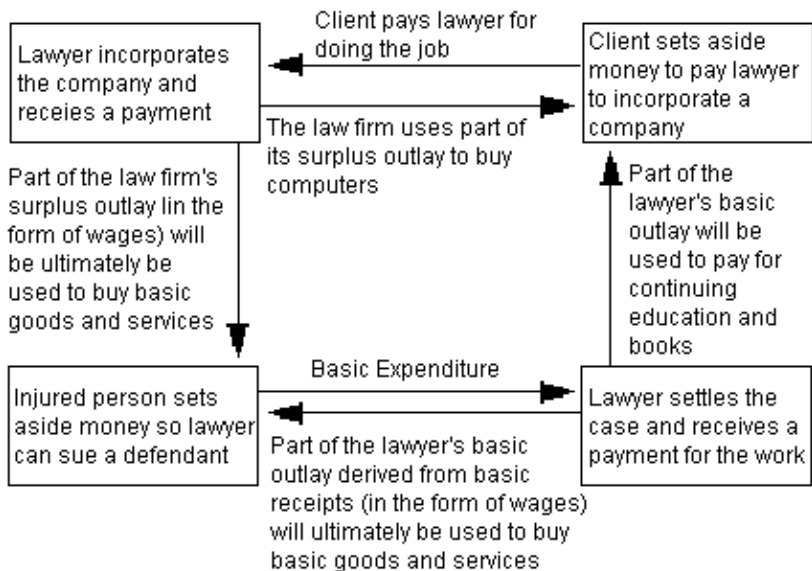 Client pays lawyer for
doing the job
Lawyer incorporates
the company and
receies a payment
Client sets aside
money to pay lawyer
to incorporate a
company
The law firm uses part of
its surplus outlay to buy
computers
Part of the law firm's
surplus outlay lin the
form of wages) will
be ultimately be
used to buy basic
goods and services
Part of the
lawyer's basic
outlay will be
used to pay for
continuing
education and
books
Injured person sets
aside money so lawyer
can sue a defendant
Basic Expenditure
Lawyer settles the
case and receives a
payment for the work
Part of the lawyer's basic
outlay derived from basic
receipts (in the form of wages)
will ultimately be used to buy
basic goods and services